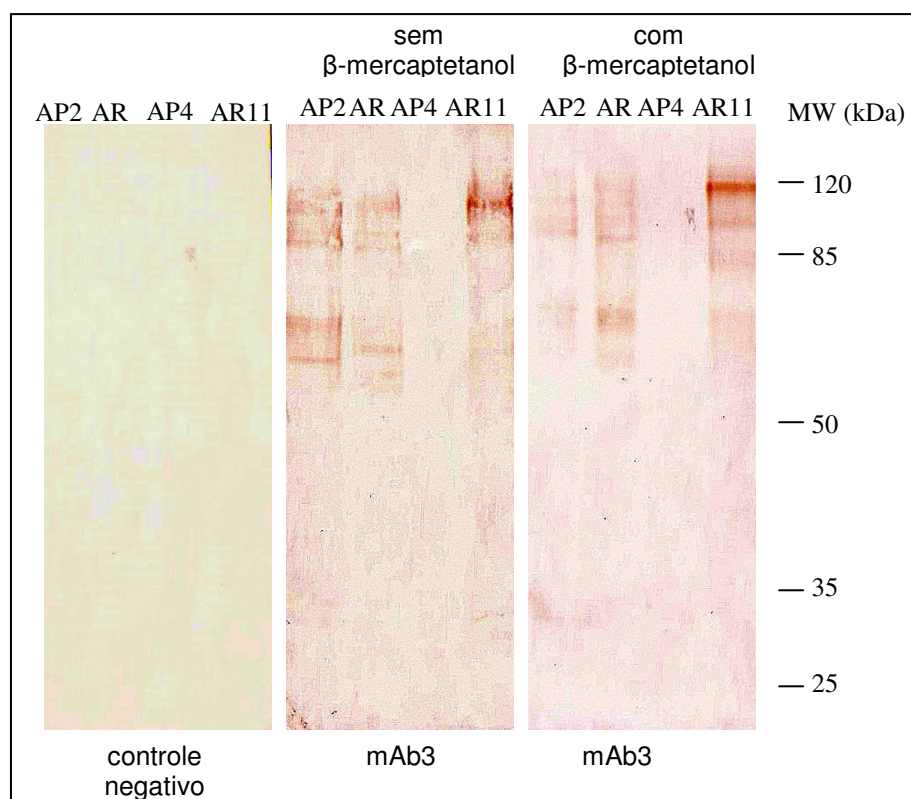 sem
β-mercaptetanol
com
β-mercaptetanol
AP2 AR AP4 AR11
AP2 AR AP4 AR11
AP2 AR AP4 AR11
MW (kDa)
120
85
50
35
25
controle
negativo
mAb3
mAb3